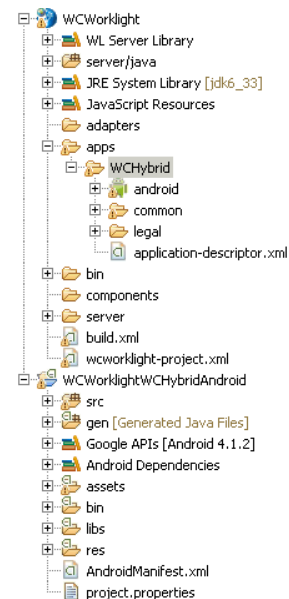 WCWorklight
WL Server Library
server/java
JRE System Library [jdk6_33]
JavaScript Resources
adapters
apps
WCHybrid
android
common
legal
application-descriptor.xml
bin
components
server
build.xml
wcworklight-project.xml
WCWorklightWCHybridAndroid
src
gen [Generated Java Files]
Google APIs [Android 4.1.2]
Android Dependencies
assets
bin
libs
res
AndroidManifest.xml
project.properties